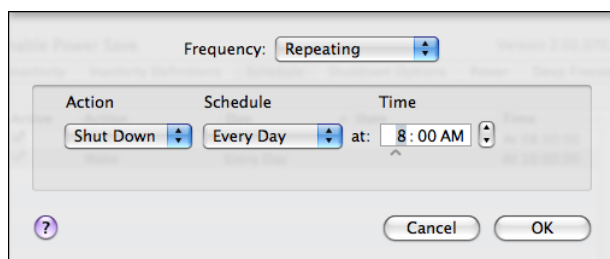 Frequency: Repeating
Action Schedule Time
Shut Down Every Day at: 8:00 AM
? Cancel OK